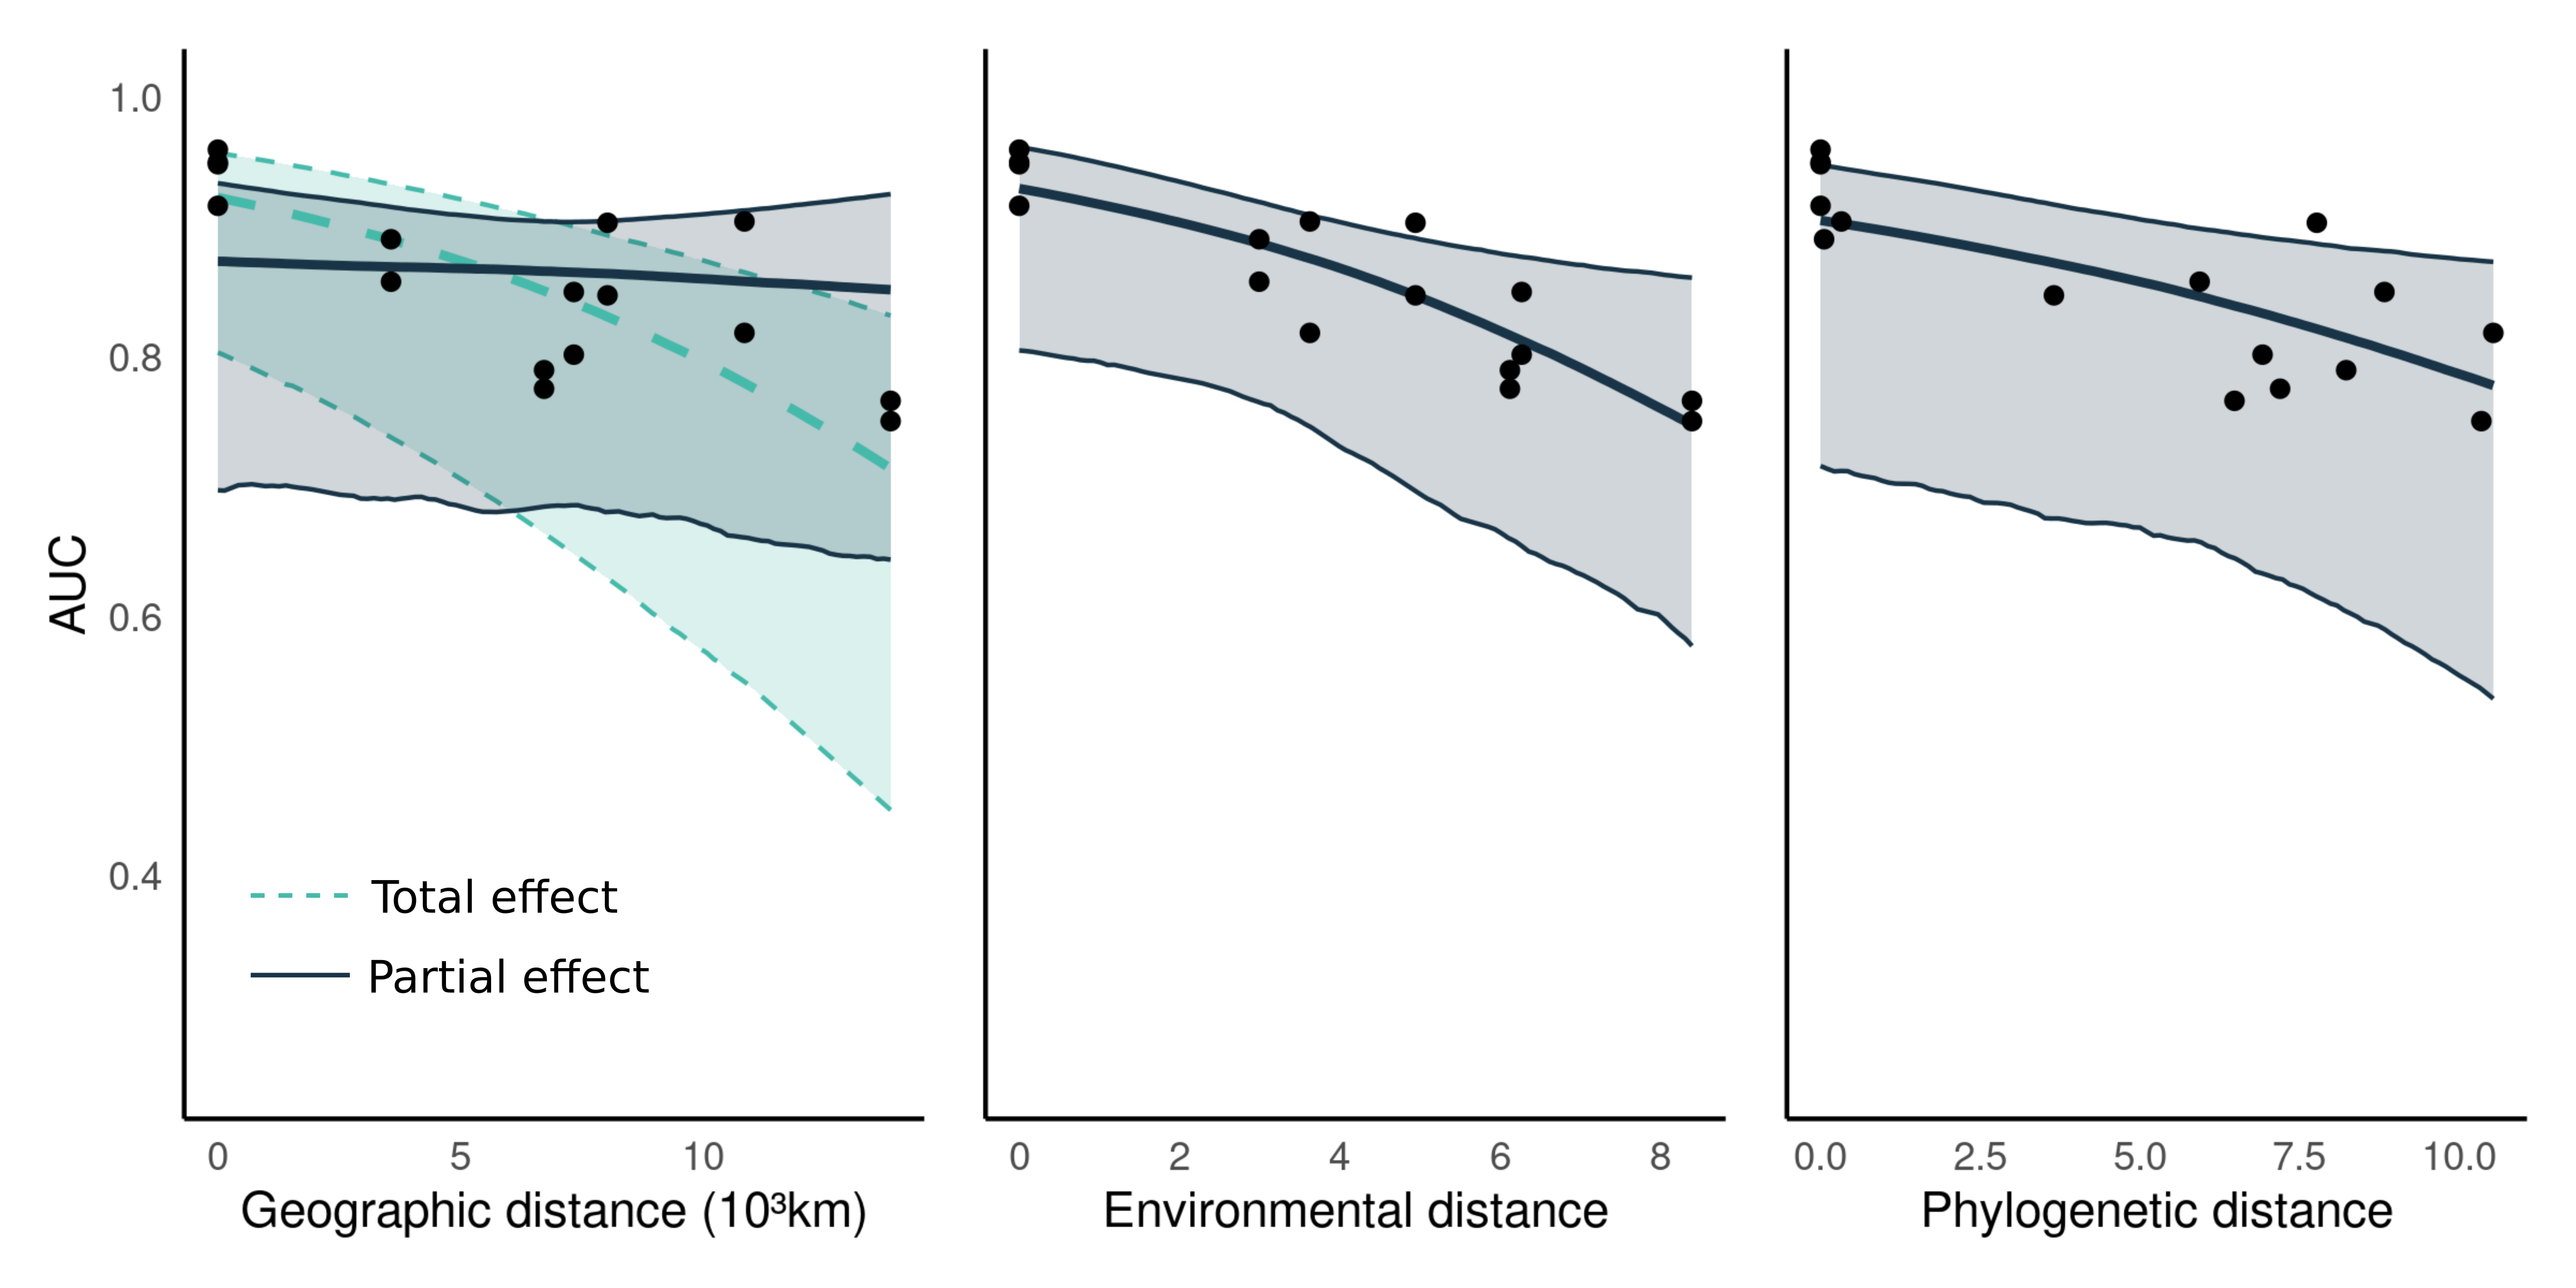 AUC
1.0
0.8
0.6
0.4
Total effect
Partial effect
0 5 10
Geographic distance (10³km)
0 2 4 6 8
Environmental distance
0.0 2.5 5.0 7.5 10.0
Phylogenetic distance